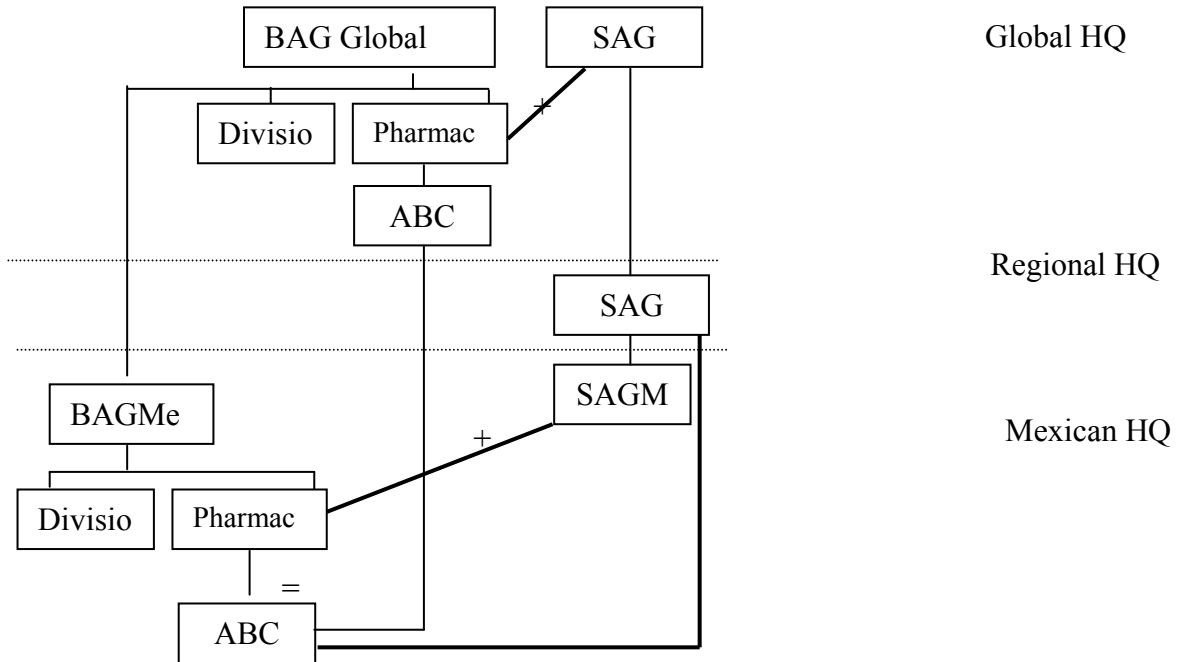 BAG Global
SAG
Global HQ
+
Divisio
Pharmac
ABC
Regional HQ
SAG
SAGM
BAGMe
+
Mexican HQ
Divisio
Pharmac
=
ABC